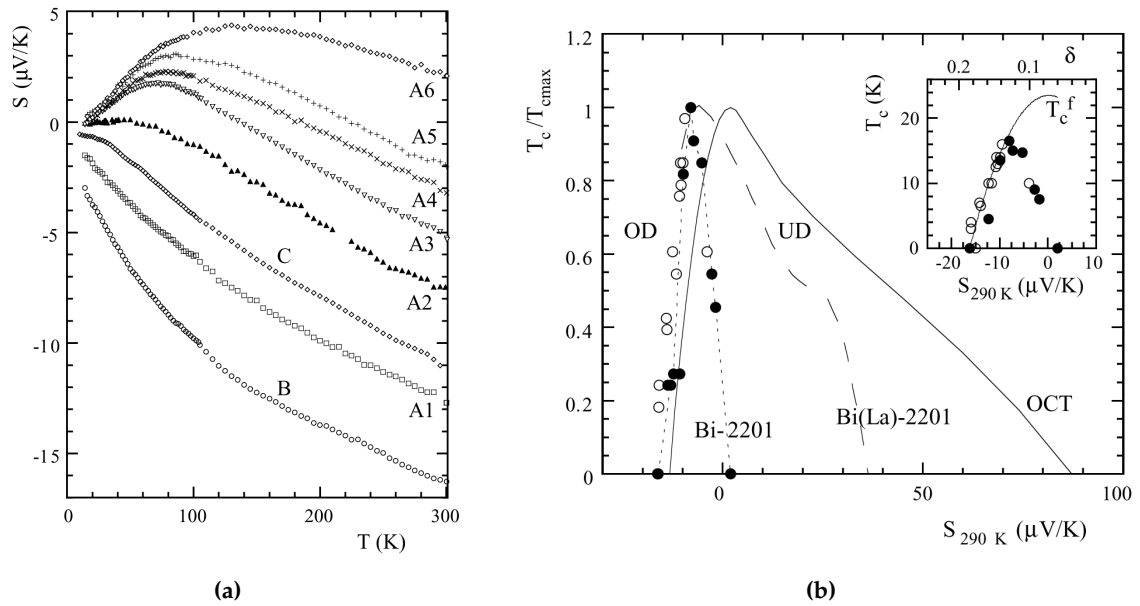 5
0
-5
-10
-15
S (μV/K)
0
100
200
300
T (K)
A6
A5
A4
A3
A2
C
A1
B
(a)
1.2
1
0.8
0.6
0.4
0.2
0
T_c/T_cmax
0
50
100
S_290 K (μV/K)
OD
UD
OCT
Bi-2201
Bi(La)-2201
0.2
0.1
δ
T_c (K)
20
10
0
T_c^f
-20
-10
0
10
S_290 K (μV/K)
(b)